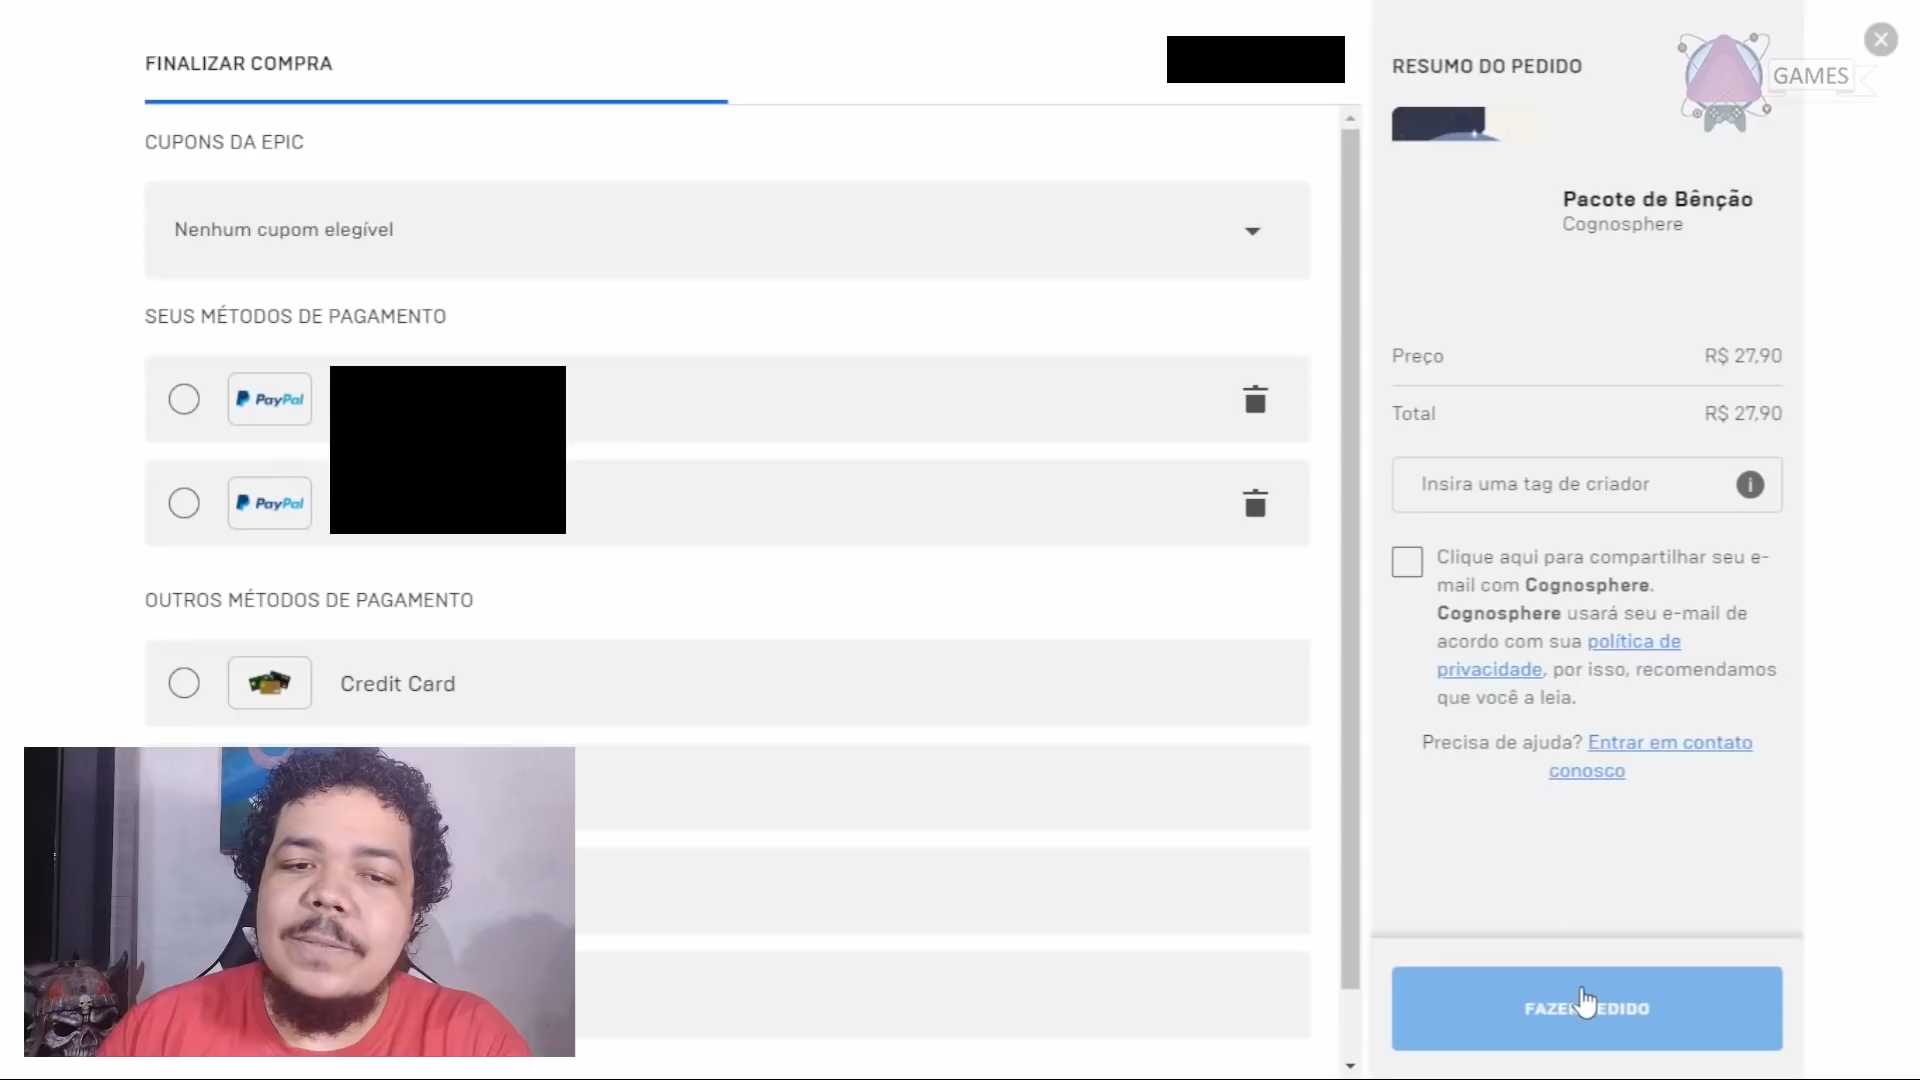 FINALIZAR COMPRA
CUPONS DA EPIC
Nenhum cupom elegível
SEUS MÉTODOS DE PAGAMENTO
PayPal
PayPal
OUTROS MÉTODOS DE PAGAMENTO
Credit Card
RESUMO DO PEDIDO
GAMES
Pacote de Bênção
Cognosphere
Preço R$ 27,90
Total R$ 27,90
Insira uma tag de criador
Clique aqui para compartilhar seu e-
mail com Cognosphere.
Cognosphere usará seu e-mail de
acordo com sua política de
privacidade, por isso, recomendamos
que você a leia.
Precisa de ajuda? Entrar em contato
conosco
FAZER PEDIDO